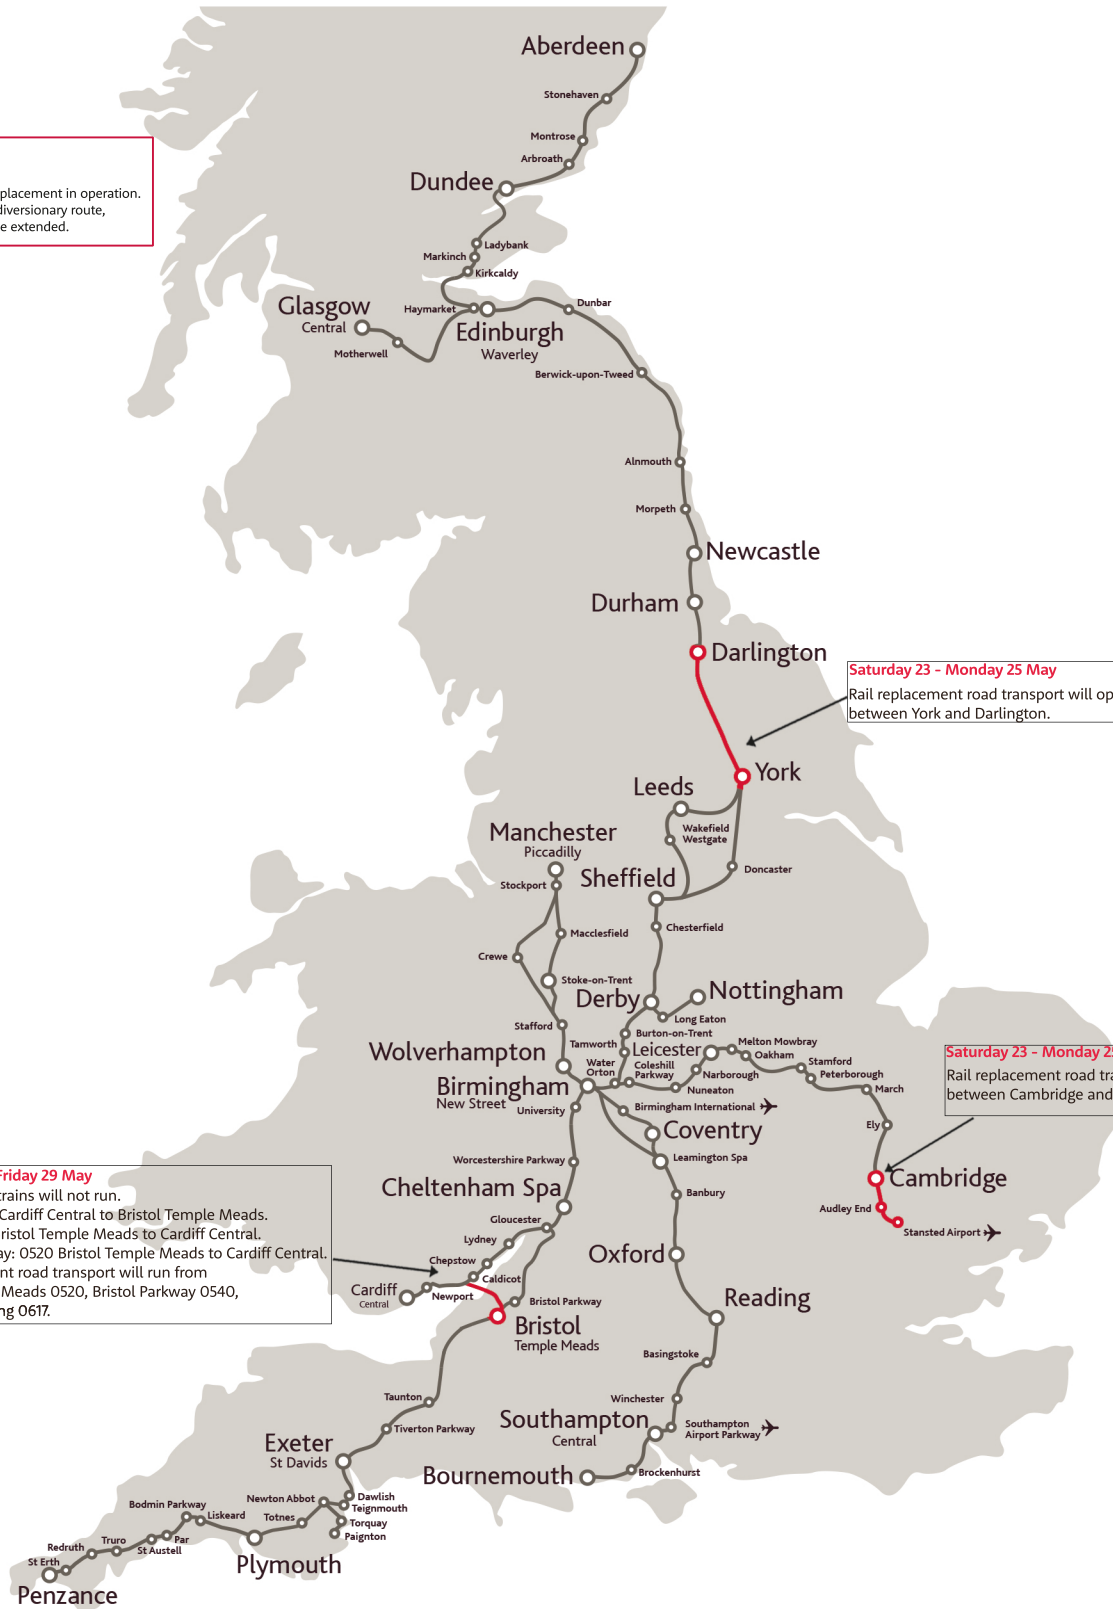 Aberdeen
Stonehaven
Montrose
Arbroath
Dundee
placement in operation.
diversionary route,
e extended.
Ladybank
Markinch
Kirkcaldy
Glasgow
Central
Haymarket
Edinburgh
Waverley
Dunbar
Motherwell
Berwick-upon-Tweed
Alnmouth
Morpeth
Newcastle
Durham
Darlington
Saturday 23 - Monday 25 May
Rail replacement road transport will op
between York and Darlington.
York
Leeds
Wakefield
Westgate
Manchester
Piccadilly
Stockport
Sheffield
Doncaster
Chesterfield
Macclesfield
Crewe
Stoke-on-Trent
Derby
Nottingham
Long Eaton
Stafford
Burton-on-Trent
Tamworth
Leicester
Melton Mowbray
Oakham
Stamford
Peterborough
March
Wolverhampton
Water
Orton
Coleshill
Parkway
Narborough
Nuneaton
Birmingham
New Street
University
Birmingham International
Saturday 23 - Monday 25
Rail replacement road tra
between Cambridge and
Ely
Coventry
Leamington Spa
Worcestershire Parkway
Cambridge
Audley End
Stansted Airport
Friday 29 May
trains will not run.
Cardiff Central to Bristol Temple Meads.
ristol Temple Meads to Cardiff Central.
ay: 0520 Bristol Temple Meads to Cardiff Central.
nt road transport will run from
Meads 0520, Bristol Parkway 0540,
ng 0617.
Cheltenham Spa
Banbury
Gloucester
Lydney
Chepstow
Caldicot
Oxford
Cardiff
Central
Newport
Bristol Parkway
Bristol
Temple Meads
Reading
Basingstoke
Winchester
Taunton
Tiverton Parkway
Southampton
Central
Southampton
Airport Parkway
Exeter
St Davids
Bournemouth
Brockenhurst
Newton Abbot
Dawlish
Teignmouth
Bodmin Parkway
Liskeard
Totnes
Torquay
Paignton
Redruth
Truro
Par
St Austell
St Erth
Plymouth
Penzance